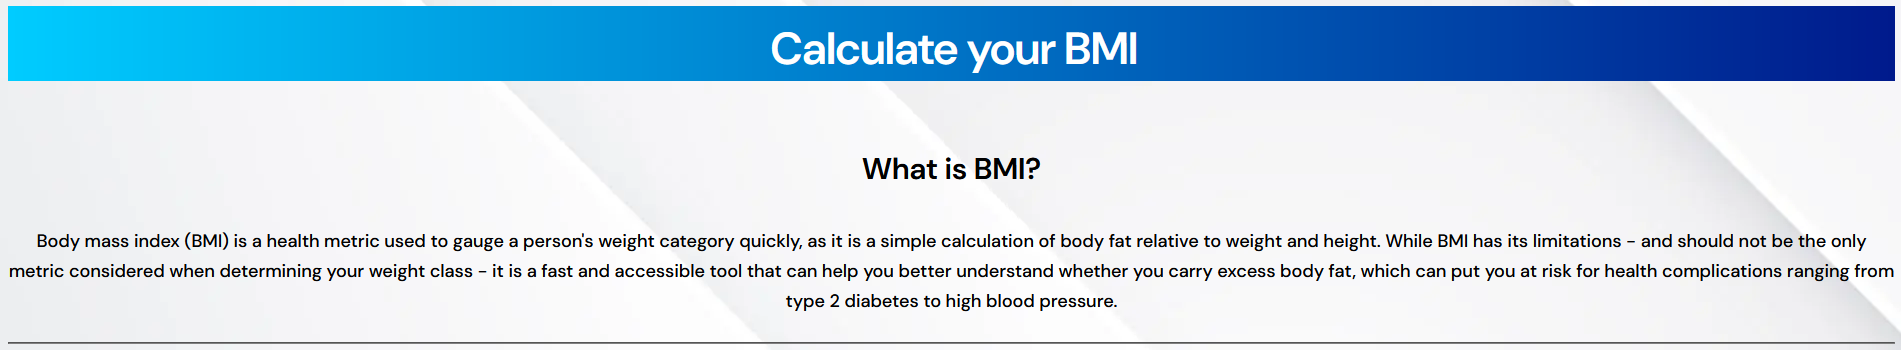 Calculate your BMI
What is BMI?
Body mass index (BMI) is a health metric used to gauge a person's weight category quickly, as it is a simple calculation of body fat relative to weight and height. While BMI has its limitations - and should not be the only
metric considered when determining your weight class - it is a fast and accessible tool that can help you better understand whether you carry excess body fat, which can put you at risk for health complications ranging from
type 2 diabetes to high blood pressure.